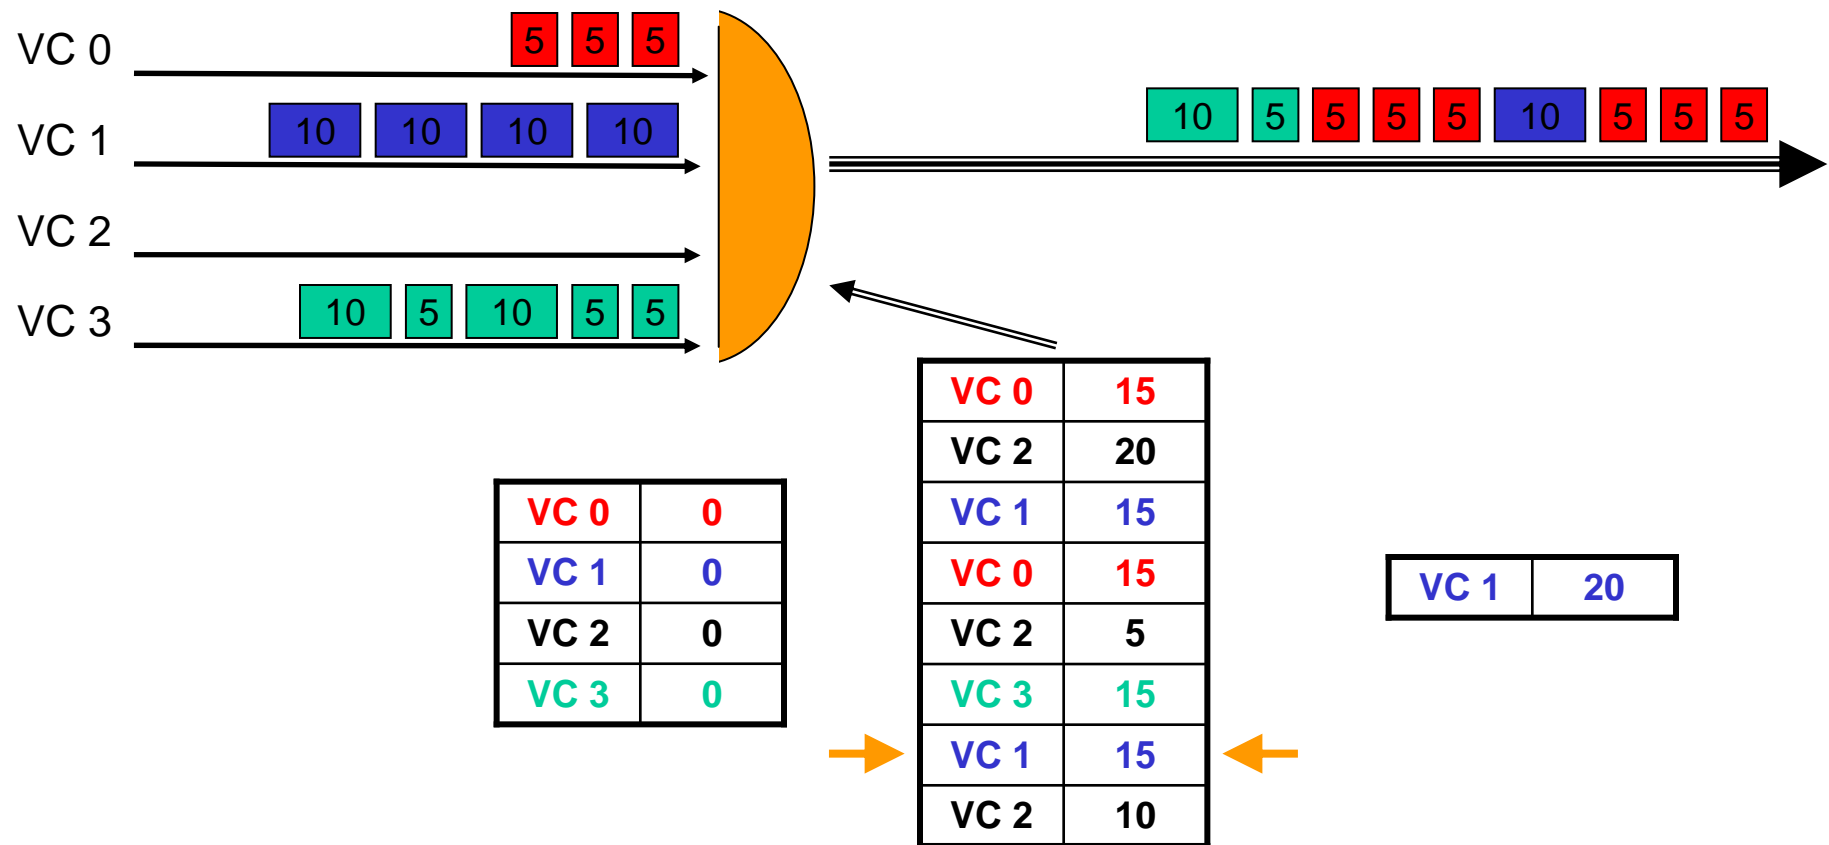 VC 0 5 5 5
10 5 5 5 5 10 5 5 5
VC 1 10 10 10 10
VC 2
VC 3 10 5 10 5 5
VC 0 15
VC 2 20
VC 1 15
VC 0 15
VC 2 5
VC 3 15
VC 1 15
VC 2 10
VC 0 0
VC 1 0
VC 2 0
VC 3 0
VC 1 20